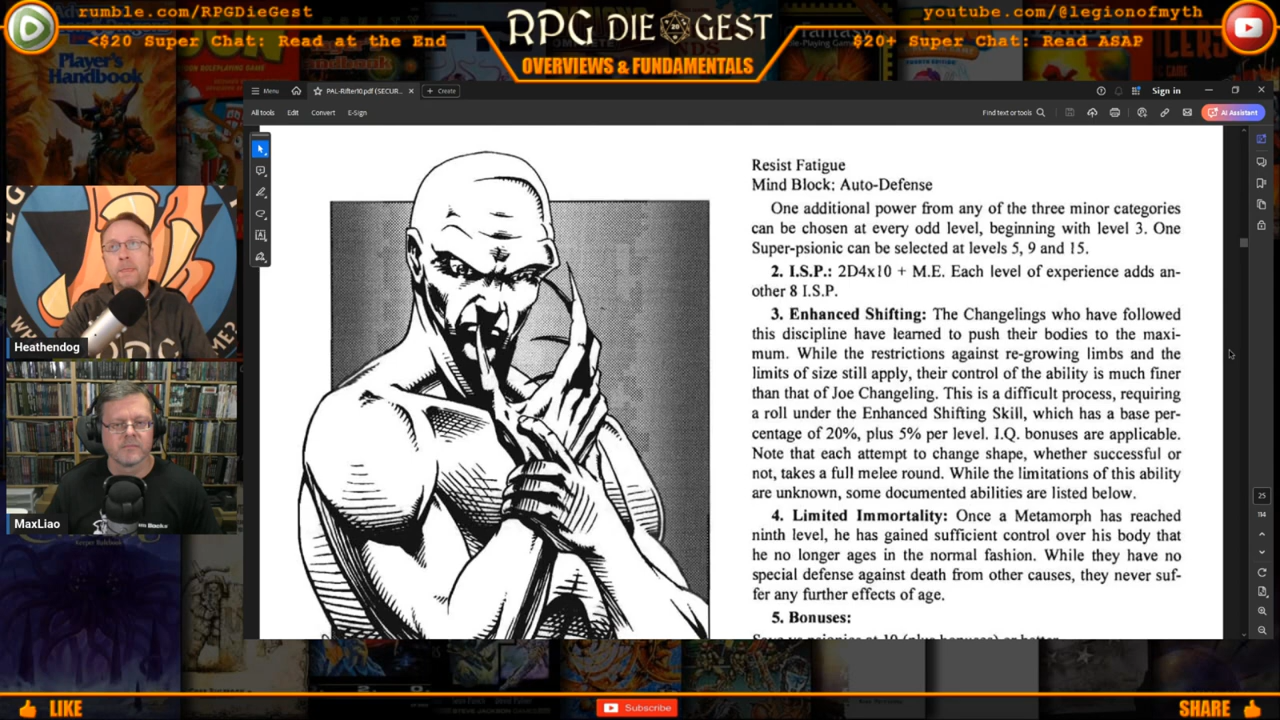 rumble.com/RPGDieGest
<$20 Super Chat: Read at the End
RPG DIE GEST
OVERVIEWS & FUNDAMENTALS
youtube.com/@legionofmyth
$20+ Super Chat: Read ASAP
Player's
Handbook
Menu
PAL-Rifter10.pdf (SECUR...
Create
Sign in
All tools
Edit
Convert
E-Sign
Find text or tools
AI Assistant
Resist Fatigue
Mind Block: Auto-Defense
One additional power from any of the three minor categories
can be chosen at every odd level, beginning with level 3. One
Super-psionic can be selected at levels 5, 9 and 15.
2. I.S.P.: 2D4x10 + M.E. Each level of experience adds an-
other 8 I.S.P.
3. Enhanced Shifting: The Changelings who have followed
this discipline have learned to push their bodies to the maxi-
mum. While the restrictions against re-growing limbs and the
limits of size still apply, their control of the ability is much finer
than that of Joe Changeling. This is a difficult process, requiring
a roll under the Enhanced Shifting Skill, which has a base per-
centage of 20%, plus 5% per level. I.Q. bonuses are applicable.
Note that each attempt to change shape, whether successful or
not, takes a full melee round. While the limitations of this ability
are unknown, some documented abilities are listed below.
4. Limited Immortality: Once a Metamorph has reached
ninth level, he has gained sufficient control over his body that
he no longer ages in the normal fashion. While they have no
special defense against death from other causes, they never suf-
fer any further effects of age.
5. Bonuses:
Save vs psionics at 10 (plus bonuses) or better
25
114
Heathendog
MaxLiao
LIKE
Subscribe
SHARE